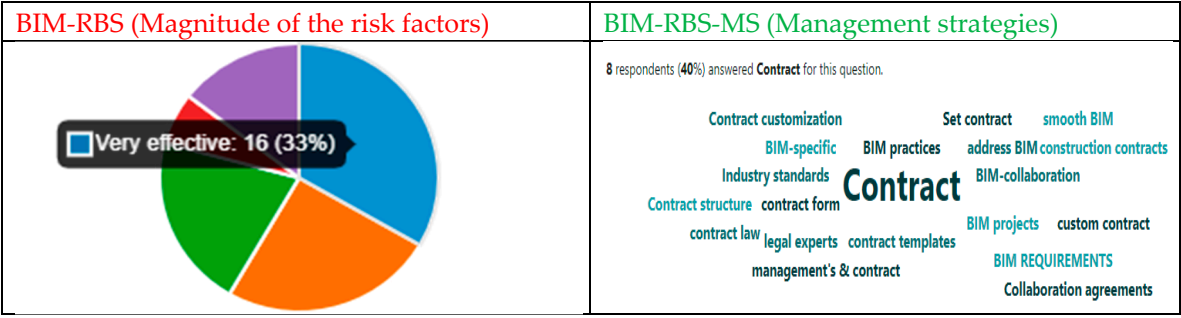 BIM-RBS (Magnitude of the risk factors)
Very effective: 16 (33%)
BIM-RBS-MS (Management strategies)
8 respondents (40%) answered Contract for this question.
Contract customization Set contract smooth BIM
BIM-specific BIM practices address BIM construction contracts
Industry standards Contract BIM-collaboration
Contract structure contract form
BIM projects custom contract
contract law legal experts contract templates
management's & contract BIM REQUIREMENTS
Collaboration agreements